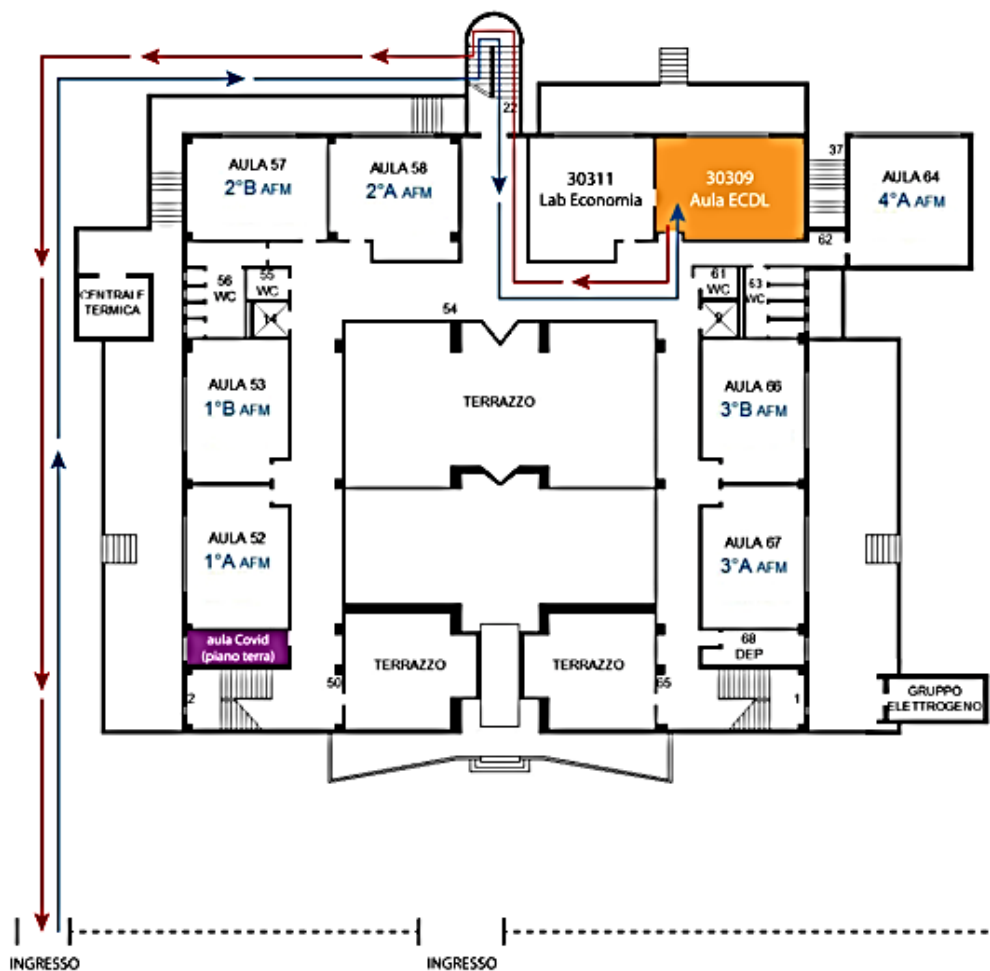 22
AULA 57
2°B AFM
AULA 58
2°A AFM
30311
Lab Economia
30309
Aula ECDL
37
AULA 64
4°A AFM
62
CENTRALE
TERMICA
56
WC
55
WC
14
54
61
WC
63
WC
9
AULA 53
1°B AFM
TERRAZZO
AULA 66
3°B AFM
AULA 52
1°A AFM
AULA 67
3°A AFM
aula Covid
(piano terra)
68
DEP
TERRAZZO
TERRAZZO
2
50
65
1
GRUPPO
ELETTROGENO
INGRESSO
INGRESSO